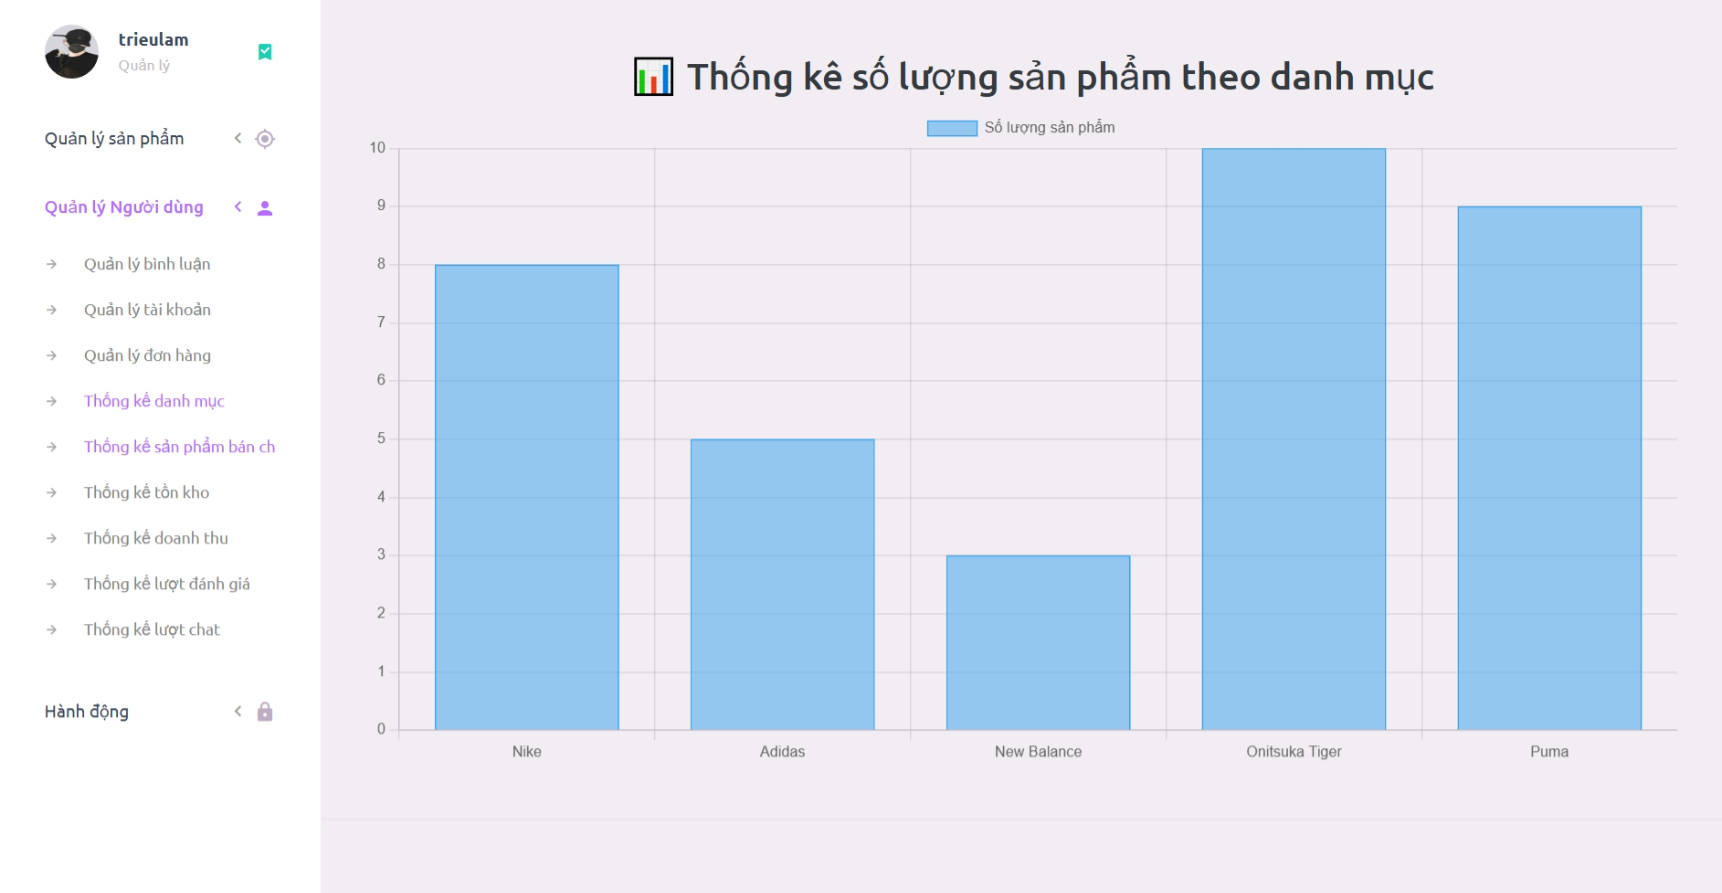 trieulam
Quản lý
Quản lý sản phẩm
Quản lý Người dùng
Quản lý bình luận
Quản lý tài khoản
Quản lý đơn hàng
Thống kê danh mục
Thống kê sản phẩm bán ch
Thống kê tồn kho
Thống kê doanh thu
Thống kê lượt đánh giá
Thống kê lượt chat
Hành động
Thống kê số lượng sản phẩm theo danh mục
Số lượng sản phẩm
10
9
8
7
6
5
4
3
2
1
0
Nike Adidas New Balance Onitsuka Tiger Puma